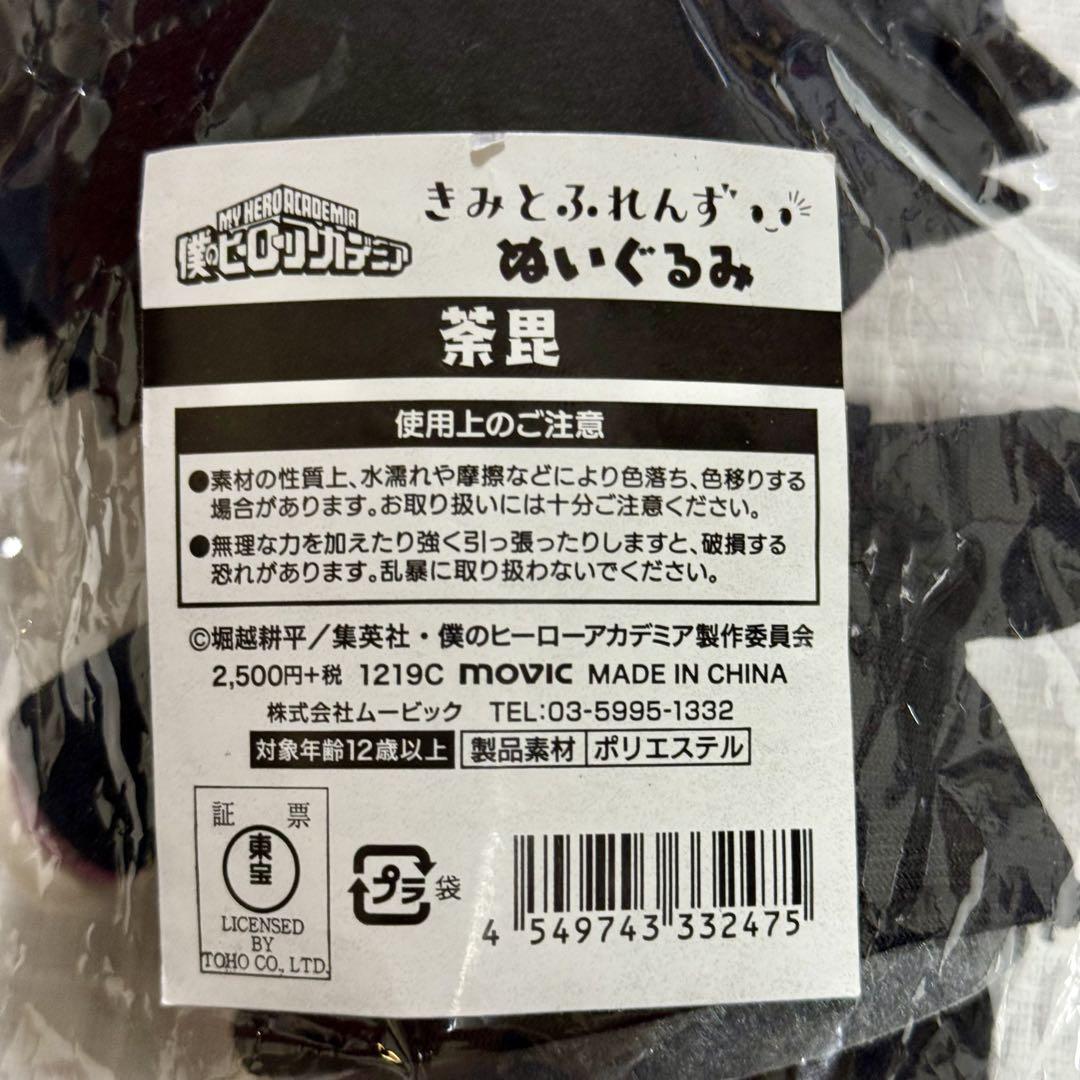 MY HERO ACADEMIA
僕のヒーローアカデミア
きみとふれんず
ぬいぐるみ
荼毘
使用上のご注意
●素材の性質上、水濡れや摩擦などにより色落ち、色移りする
場合があります。お取り扱いには十分ご注意ください。
●無理な力を加えたり強く引っ張ったりしますと、破損する
恐れがあります。乱暴に取り扱わないでください。
©堀越耕平／集英社・僕のヒーローアカデミア製作委員会
2,500円+税 1219C movic MADE IN CHINA
株式会社ムービック TEL:03-5995-1332
対象年齢12歳以上 製品素材 ポリエステル
証票
東宝
LICENSED
BY
TOHO CO., LTD.
プラ 袋
4 549743 332475